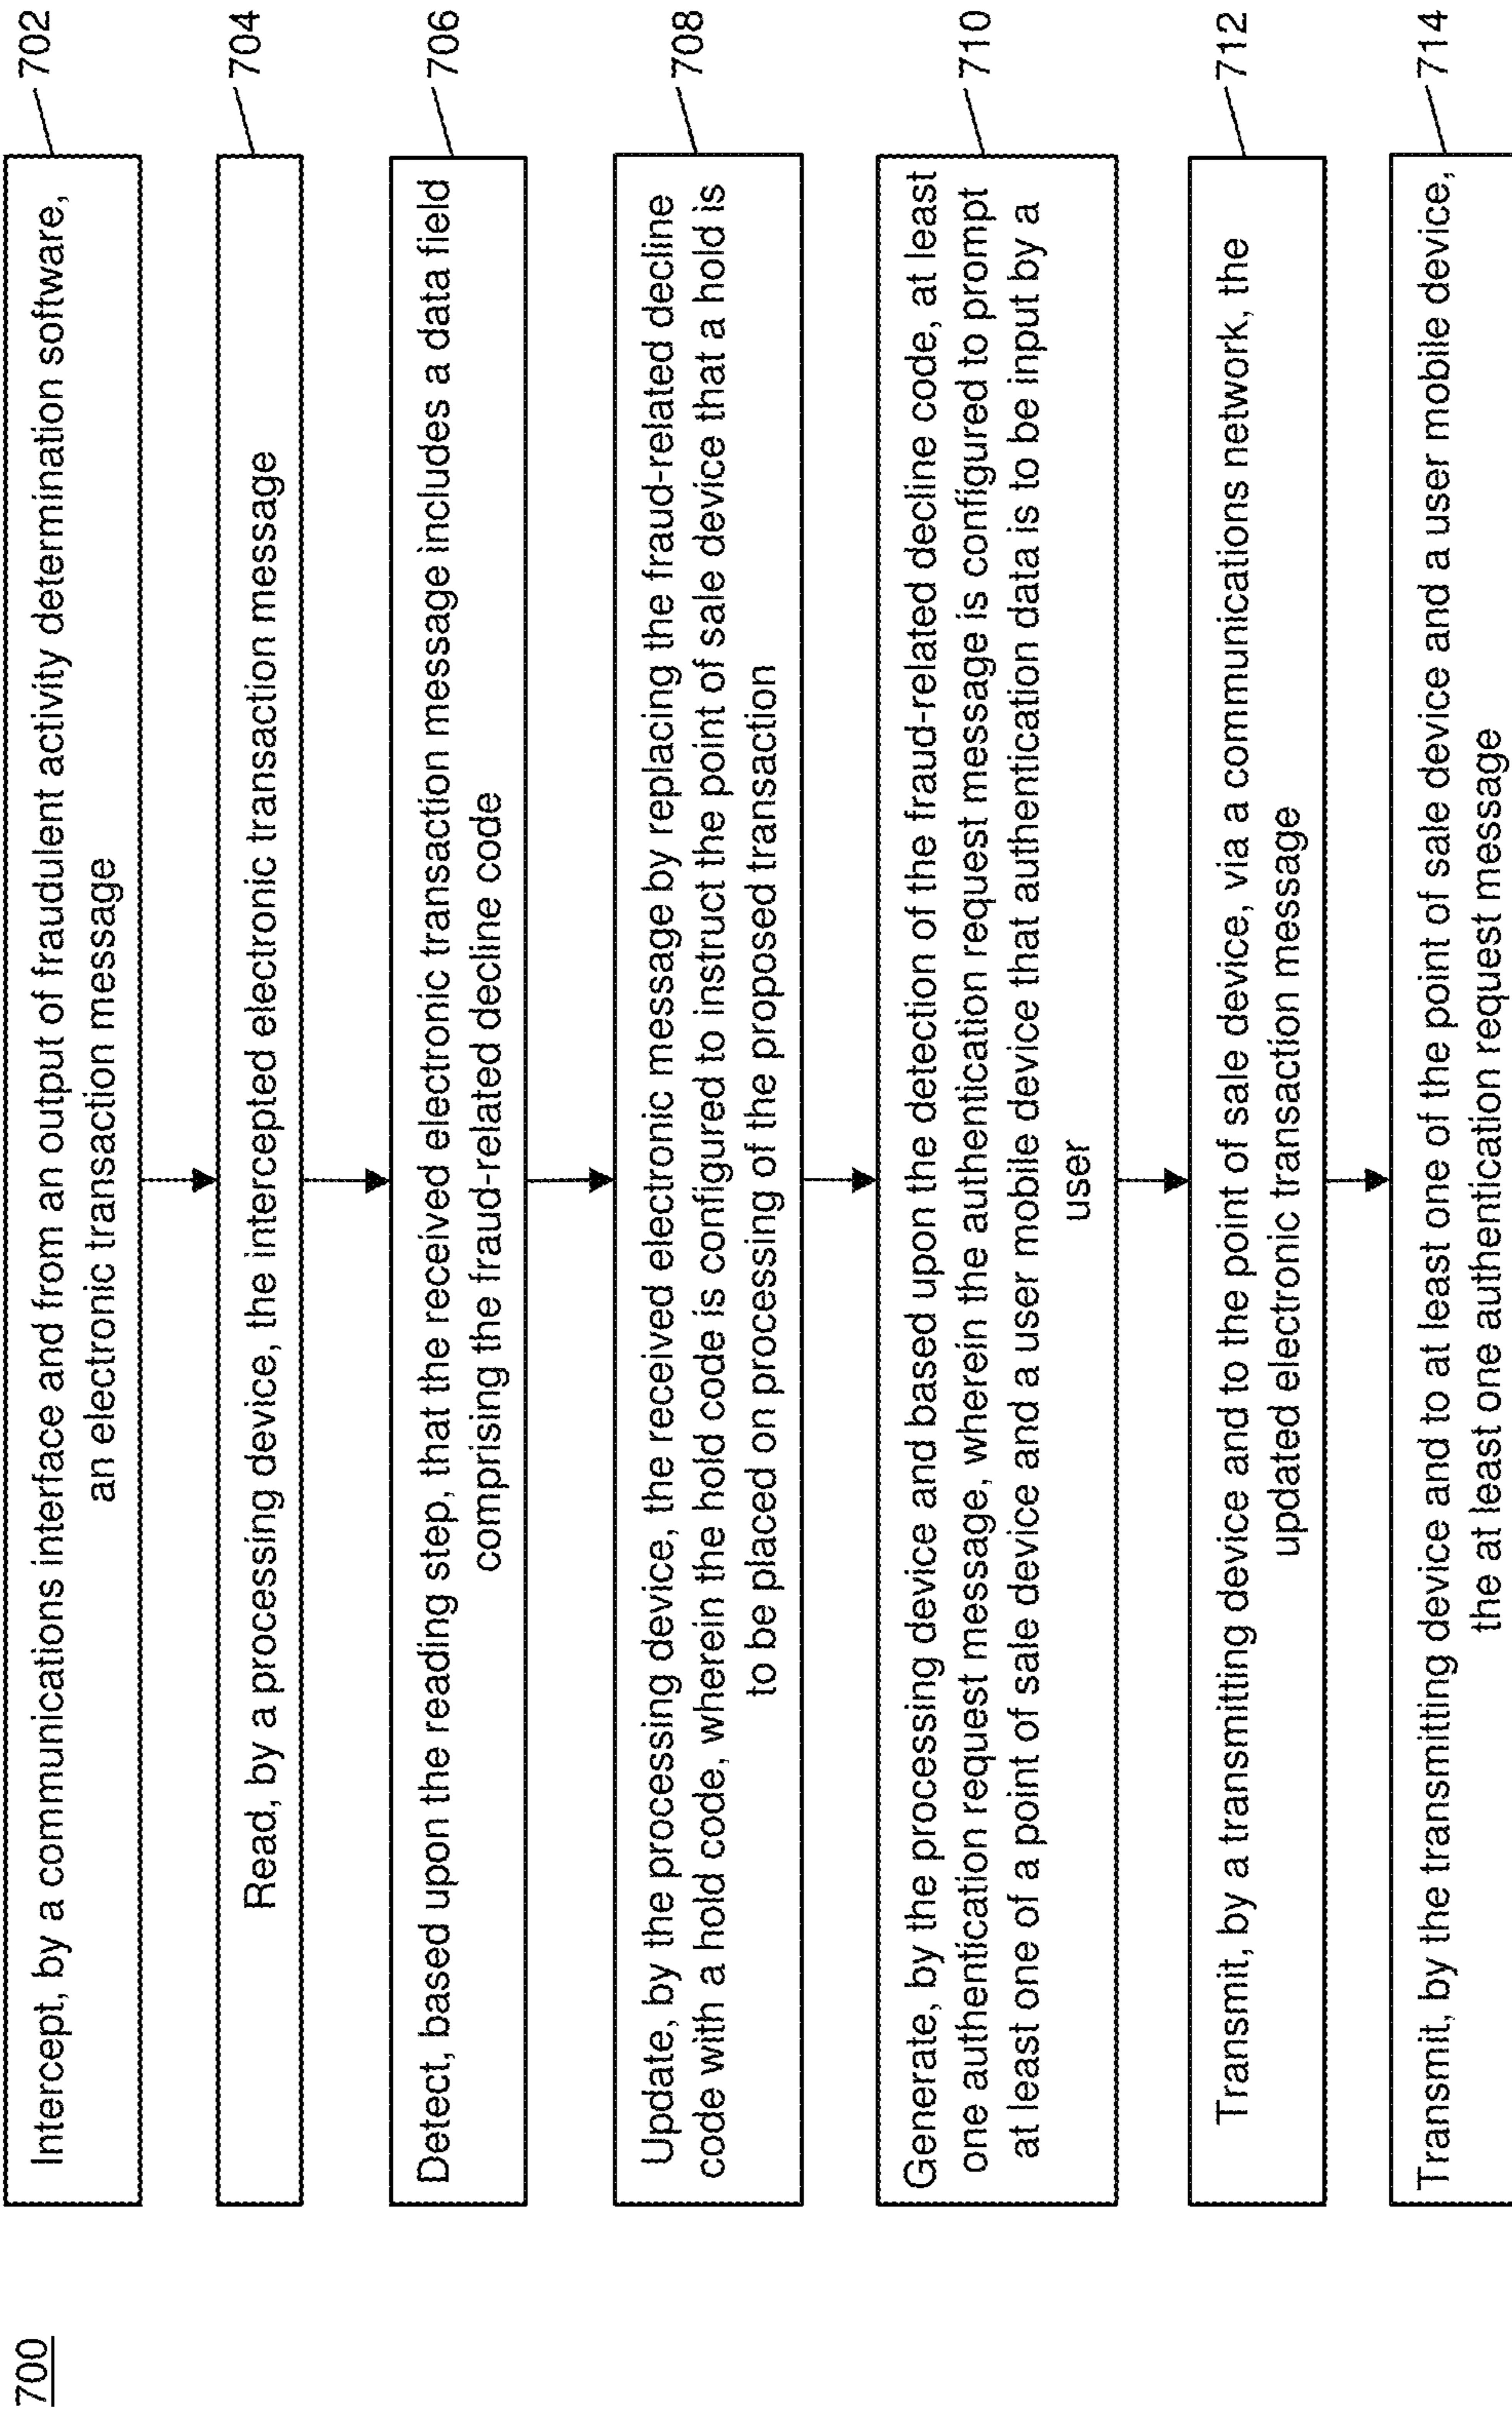 700
Intercept, by a communications interface and from an output of fraudulent activity determination software,
an electronic transaction message
702
Read, by a processing device, the intercepted electronic transaction message
704
Detect, based upon the reading step, that the received electronic transaction message includes a data field
comprising the fraud-related decline code
706
Update, by the processing device, the received electronic message by replacing the fraud-related decline
code with a hold code, wherein the hold code is configured to instruct the point of sale device that a hold is
to be placed on processing of the proposed transaction
708
Generate, by the processing device and based upon the detection of the fraud-related decline code, at least
one authentication request message, wherein the authentication request message is configured to prompt
at least one of a point of sale device and a user mobile device that authentication data is to be input by a
user
710
Transmit, by a transmitting device and to the point of sale device, via a communications network, the
updated electronic transaction message
712
Transmit, by the transmitting device and to at least one of the point of sale device and a user mobile device,
the at least one authentication request message
714